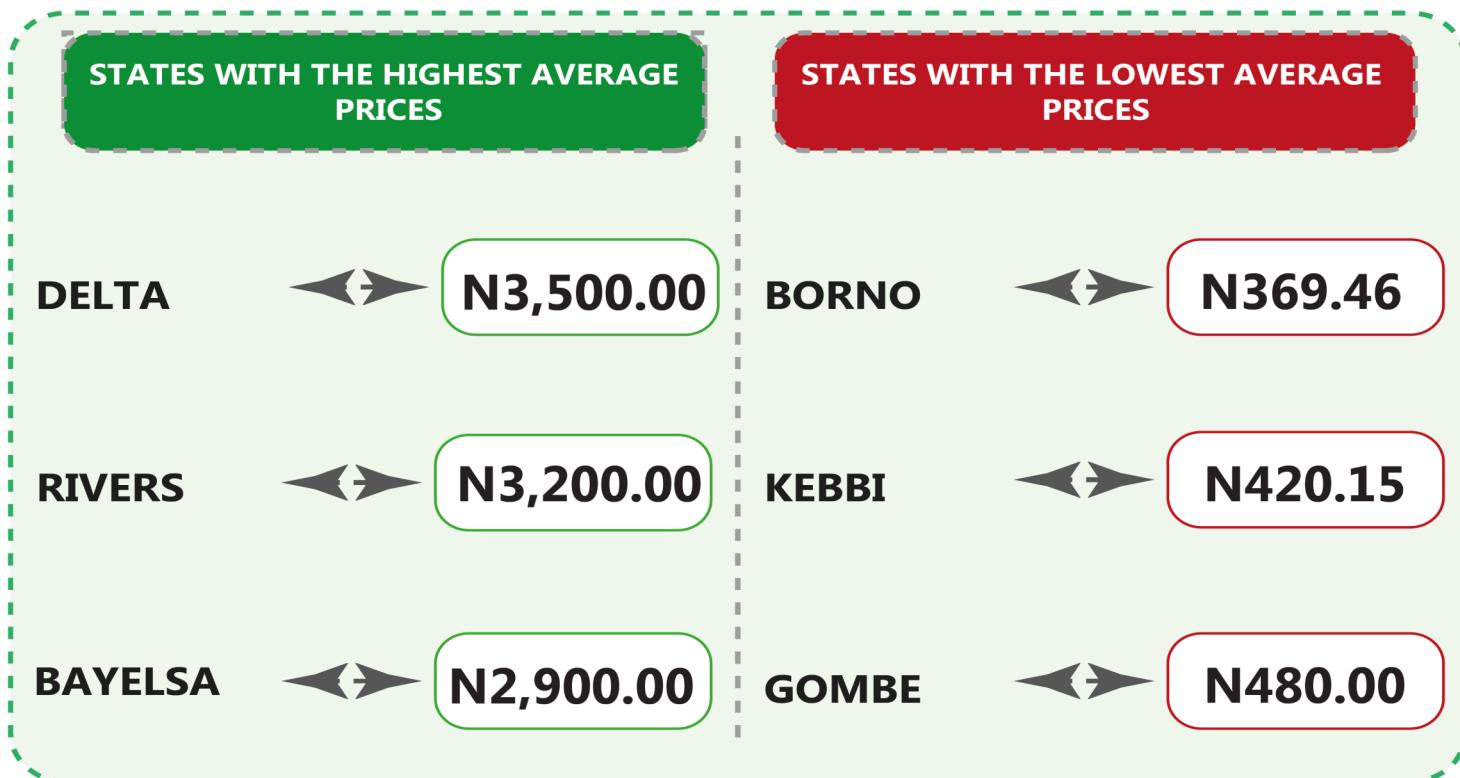 STATES WITH THE HIGHEST AVERAGE
PRICES
DELTA N3,500.00
RIVERS N3,200.00
BAYELSA N2,900.00
STATES WITH THE LOWEST AVERAGE
PRICES
BORNO N369.46
KEBBI N420.15
GOMBE N480.00